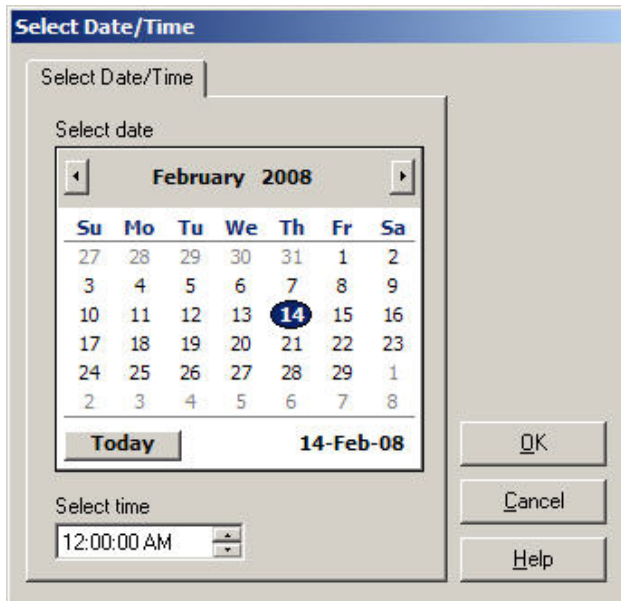 Select Date/Time
Select Date/Time
Select date
February 2008
Su Mo Tu We Th Fr Sa
27 28 29 30 31 1 2
3 4 5 6 7 8 9
10 11 12 13 14 15 16
17 18 19 20 21 22 23
24 25 26 27 28 29 1
2 3 4 5 6 7 8
Today 14-Feb-08
OK
Select time
Cancel
12:00:00 AM
Help